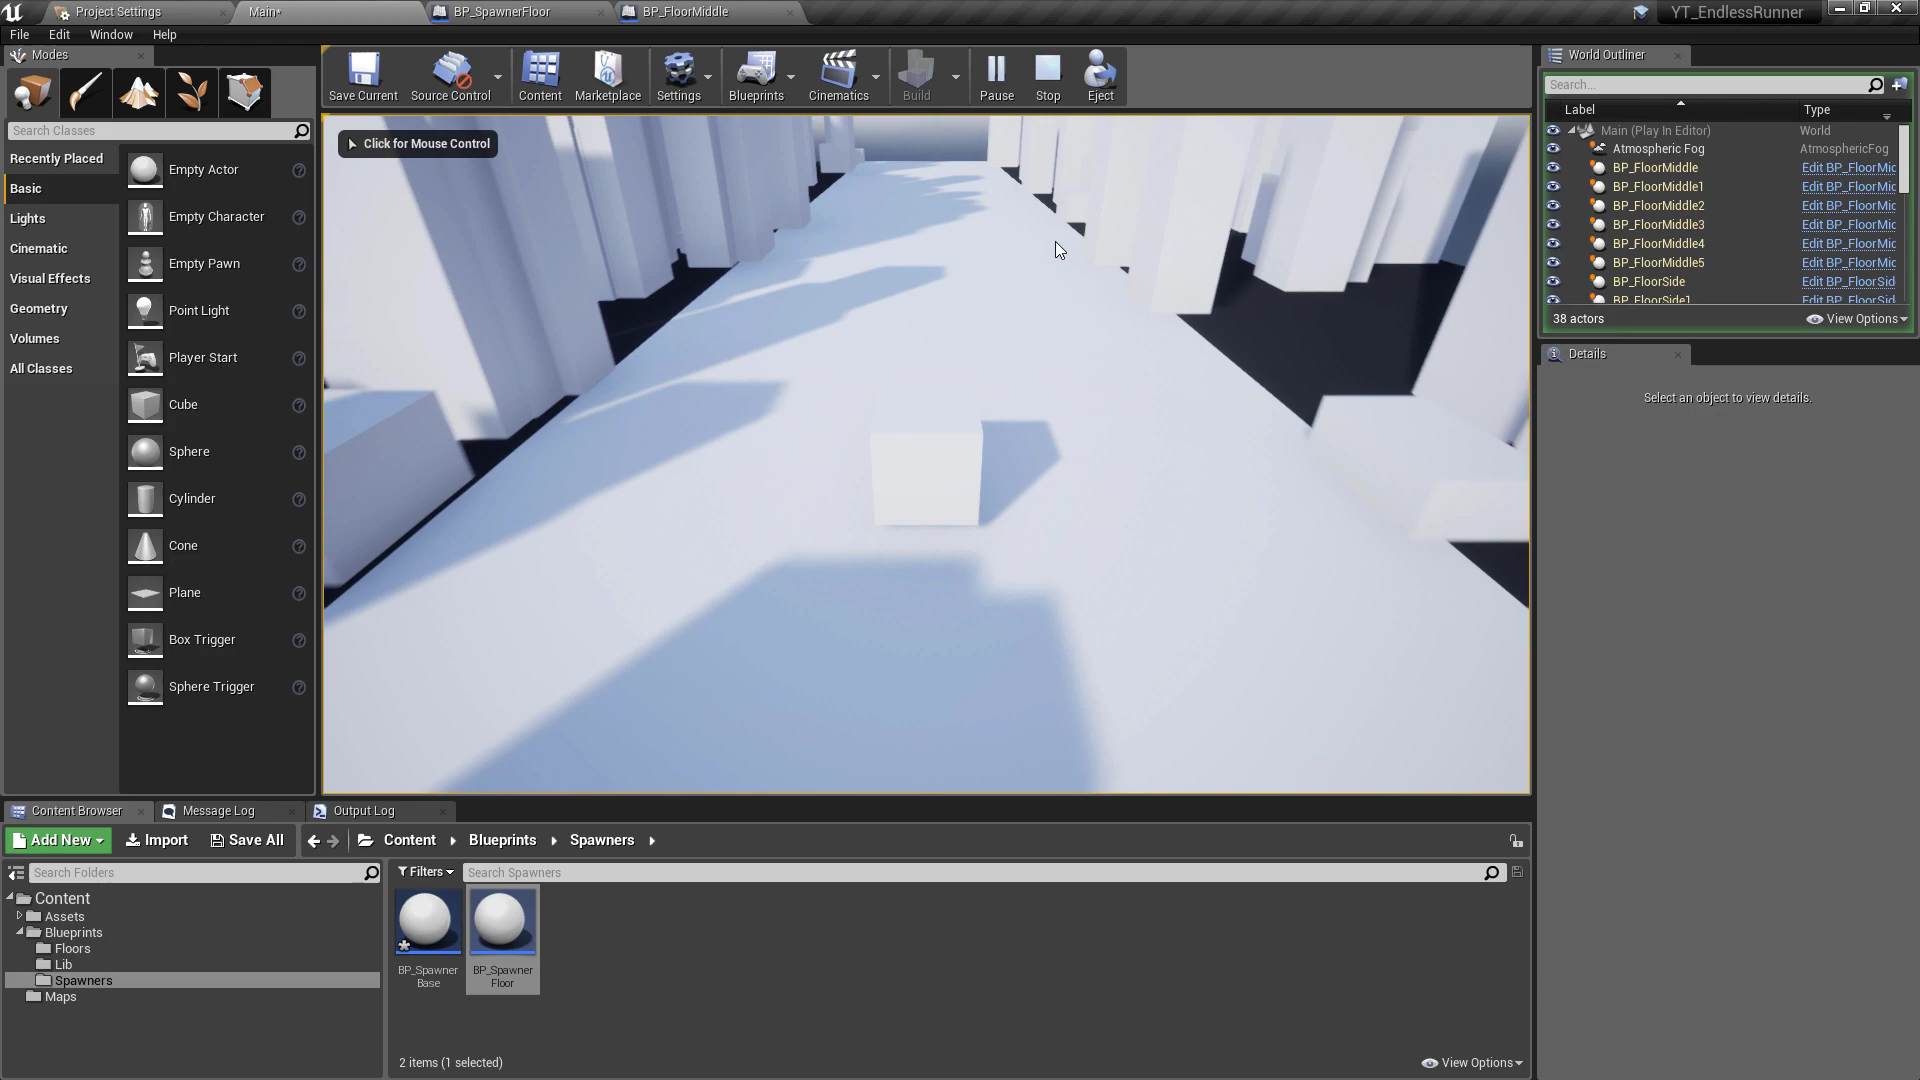 Project Settings
Main*
BP_SpawnerFloor
BP_FloorMiddle
YT_EndlessRunner
File
Edit
Window
Help
Modes
Search Classes
Recently Placed
Basic
Lights
Cinematic
Visual Effects
Geometry
Volumes
All Classes
Empty Actor
Empty Character
Empty Pawn
Point Light
Player Start
Cube
Sphere
Cylinder
Cone
Plane
Box Trigger
Sphere Trigger
Save Current
Source Control
Content
Marketplace
Settings
Blueprints
Cinematics
Build
Pause
Stop
Eject
Click for Mouse Control
World Outliner
Search...
Label
Type
Main (Play In Editor)
World
Atmospheric Fog
AtmosphericFog
BP_FloorMiddle
Edit BP_FloorMic
BP_FloorMiddle1
Edit BP_FloorMic
BP_FloorMiddle2
Edit BP_FloorMic
BP_FloorMiddle3
Edit BP_FloorMic
BP_FloorMiddle4
Edit BP_FloorMic
BP_FloorMiddle5
Edit BP_FloorMic
BP_FloorSide
Edit BP_FloorSid
BP_FloorSide1
Edit BP_FloorSid
38 actors
View Options
Details
Select an object to view details.
Content Browser
Message Log
Output Log
Add New
Import
Save All
Content
Blueprints
Spawners
Search Folders
Filters
Search Spawners
Content
Assets
Blueprints
Floors
Lib
Spawners
Maps
BP_Spawner
Base
BP_Spawner
Floor
2 items (1 selected)
View Options